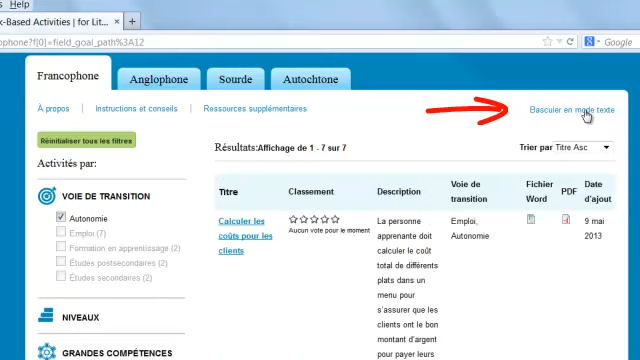 Help
k-Based Activities | for Lit... ×
ophone?f[0]=field_goal_path%3A12
Google
Francophone
Anglophone
Sourde
Autochtone
À propos
Instructions et conseils
Ressources supplémentaires
Basculer en mode texte
Réinitialiser tous les filtres
Résultats:Affichage de 1 - 7 sur 7
Trier par Titre Asc
Activités par:
VOIE DE TRANSITION
Autonomie
Emploi (7)
Formation en apprentissage (2)
Études postsecondaires (2)
Études secondaires (2)
NIVEAUX
GRANDES COMPÉTENCES
Titre
Classement
Description
Voie de
transition
Fichier
Word
PDF
Date
d'ajout
Calculer les
coûts pour les
clients
Aucun vote pour le moment
La personne
apprenante doit
calculer le coût
total de différents
plats dans un
menu pour
s'assurer que les
clients ont le bon
montant d'argent
pour payer leurs
Emploi,
Autonomie
9 mai
2013